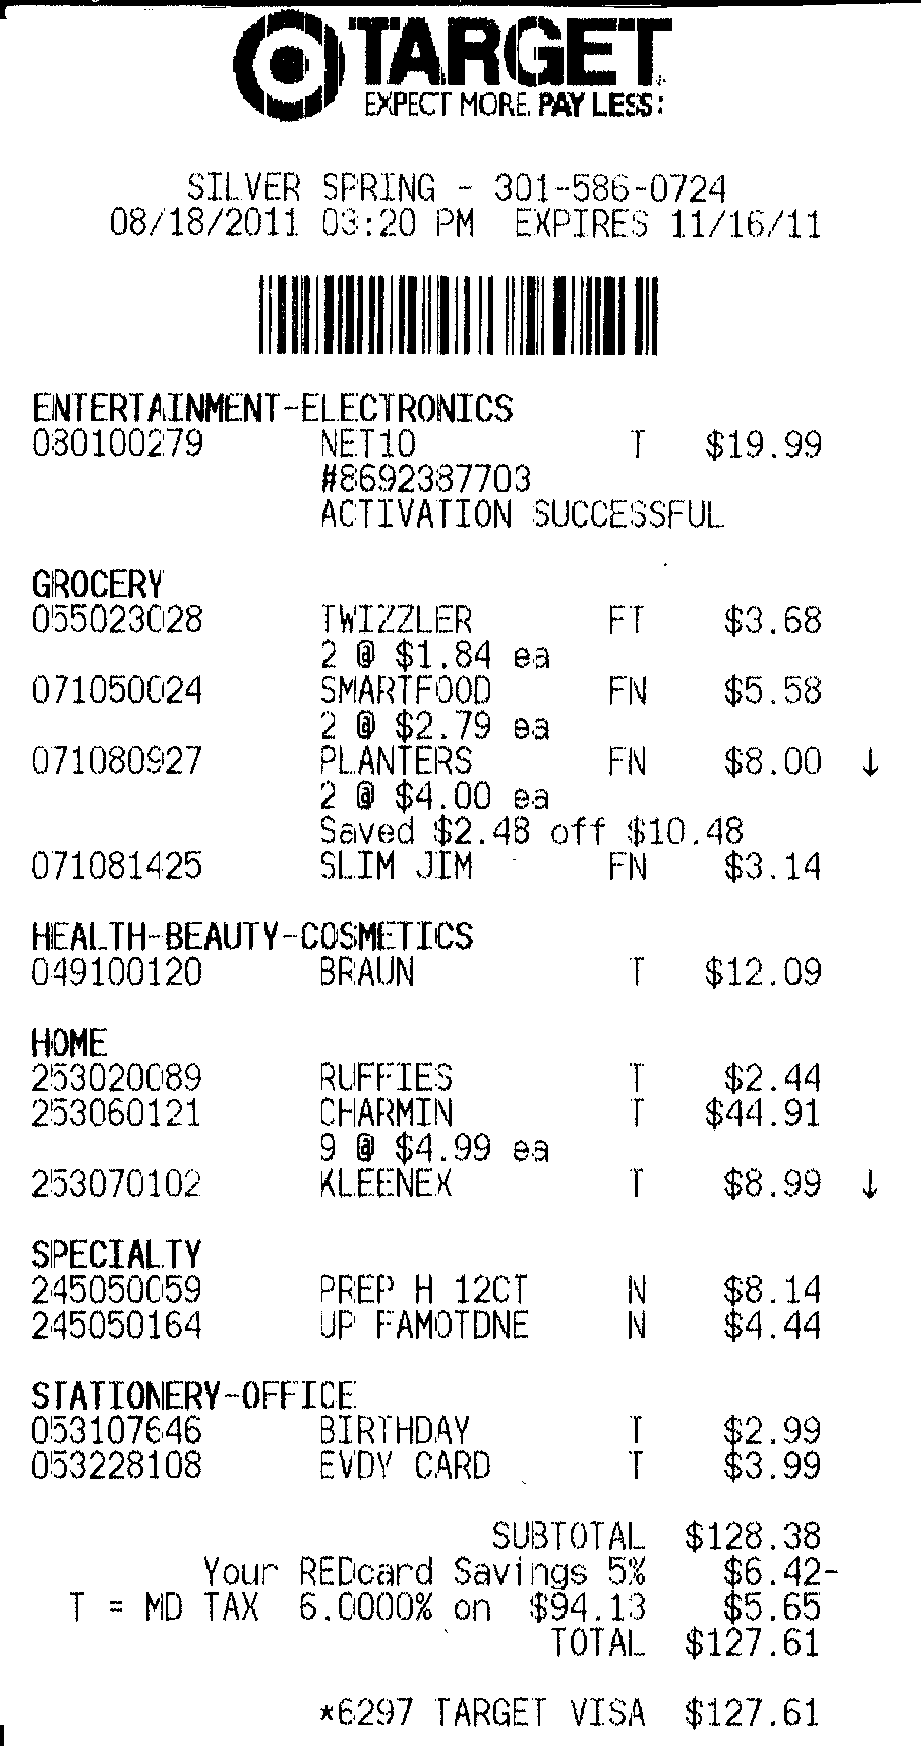 TARGET
EXPECT MORE. PAY LESS.
SILVER SPRING - 301-586-0724
08/18/2011 03:20 PM EXPIRES 11/16/11
ENTERTAINMENT-ELECTRONICS
080100279 NET10 T $19.99
#8692387703
ACTIVATION SUCCESSFUL
GROCERY
055023028 TWIZZLER FT $3.68
2 @ $1.84 ea
071050024 SMARTFOOD FN $5.58
2 @ $2.79 ea
071080927 PLANTERS FN $8.00 ↓
2 @ $4.00 ea
Saved $2.48 off $10.48
071081425 SLIM JIM FN $3.14
HEALTH-BEAUTY-COSMETICS
049100120 BRAUN T $12.09
HOME
253020089 RUFFIES T $2.44
253060121 CHARMIN T $44.91
9 @ $4.99 ea
253070102 KLEENEX T $8.99 ↓
SPECIALTY
245050059 PREP H 12CT N $8.14
245050164 UP FAMOTDNE N $4.44
STATIONERY-OFFICE
053107646 BIRTHDAY T $2.99
053228108 EVDY CARD T $3.99
SUBTOTAL $128.38
Your REDcard Savings 5% $6.42-
T = MD TAX 6.0000% on $94.13 $5.65
TOTAL $127.61
*6297 TARGET VISA $127.61